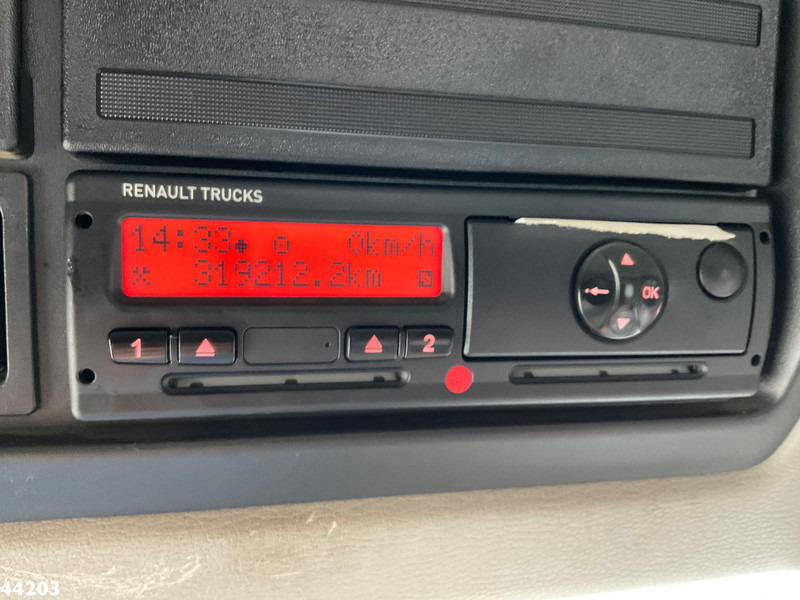 RENAULT TRUCKS
14:33 0km/h
319212.2km
1 2
OK
44203